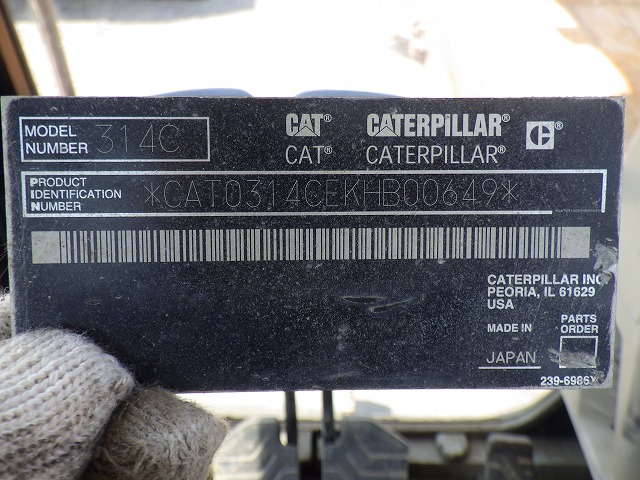 MODEL NUMBER 314C
CAT® CATERPILLAR® C®
CAT® CATERPILLAR®
PRODUCT IDENTIFICATION NUMBER *CAT0314CEKHB00649*
CATERPILLAR INC
PEORIA, IL 61629
USA
MADE IN
JAPAN
PARTS ORDER